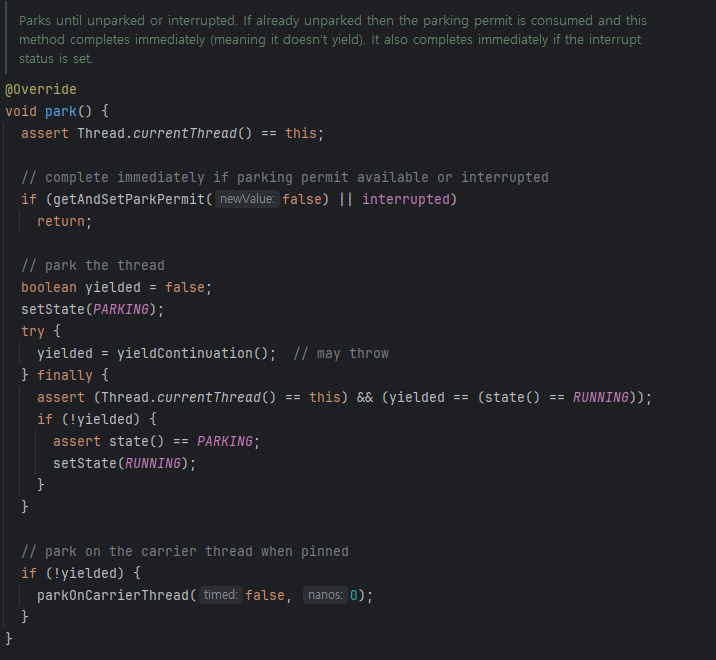 Parks until unparked or interrupted. If already unparked then the parking permit is consumed and this
method completes immediately (meaning it doesn't yield). It also completes immediately if the interrupt
status is set.
@Override
void park() {
assert Thread.currentThread() == this;
// complete immediately if parking permit available or interrupted
if (getAndSetParkPermit( newValue: false) || interrupted)
return;
// park the thread
boolean yielded = false;
setState(PARKING);
try {
yielded = yieldContinuation();  // may throw
} finally {
assert (Thread.currentThread() == this) && (yielded == (state() == RUNNING));
if (!yielded) {
assert state() == PARKING;
setState(RUNNING);
}
}
// park on the carrier thread when pinned
if (!yielded) {
parkOnCarrierThread( timed: false, nanos: 0);
}
}